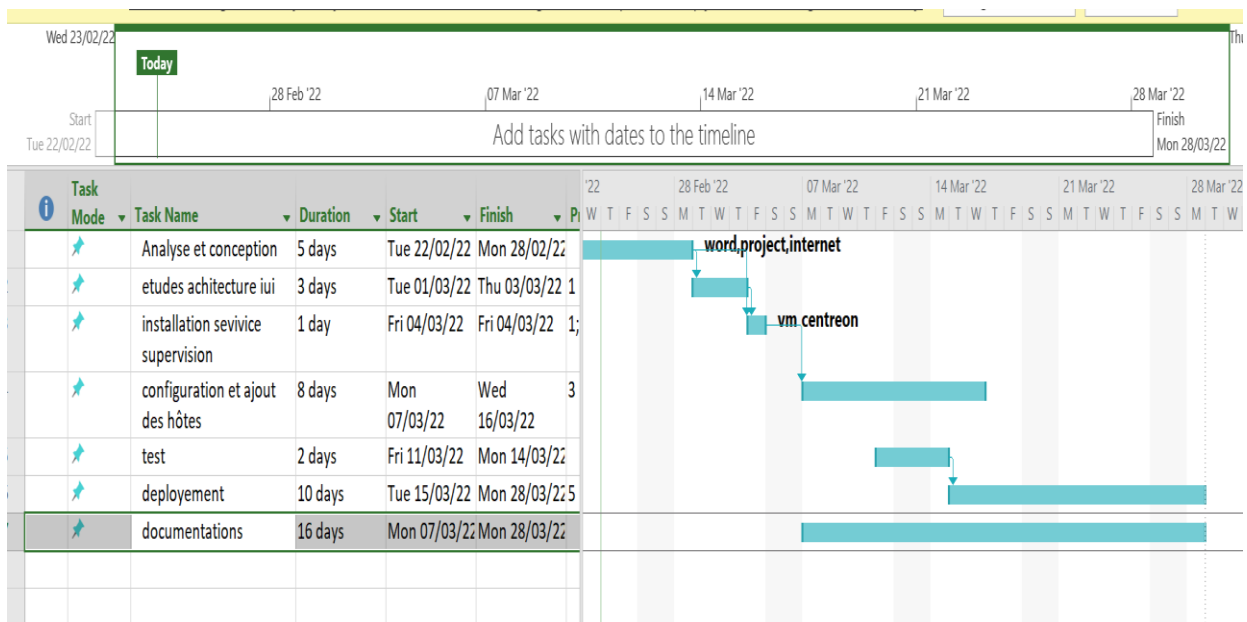 Wed 23/02/22
Today
28 Feb '22 07 Mar '22 14 Mar '22 21 Mar '22 28 Mar '22
Start
Tue 22/02/22
Add tasks with dates to the timeline
Finish
Mon 28/03/22
Task Mode Task Name Duration Start Finish
'22 28 Feb '22 07 Mar '22 14 Mar '22 21 Mar '22 28 Mar '22
W T F S S M T W T F S S M T W T F S S M T W T F S S M T W T F S S M T W
Analyse et conception 5 days Tue 22/02/22 Mon 28/02/22
word,project,internet
etudes achitecture iui 3 days Tue 01/03/22 Thu 03/03/22 1
installation sevivice 1 day Fri 04/03/22 Fri 04/03/22 1;
supervision
vm centreon
configuration et ajout 8 days Mon Wed 3
des hôtes 07/03/22 16/03/22
test 2 days Fri 11/03/22 Mon 14/03/22
deployement 10 days Tue 15/03/22 Mon 28/03/22 5
documentations 16 days Mon 07/03/22 Mon 28/03/22